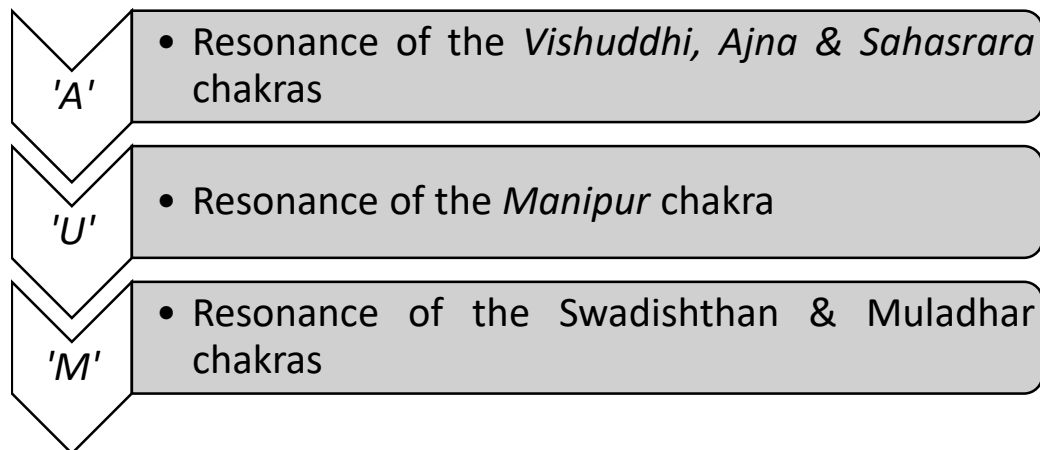 'A'
• Resonance of the Vishuddhi, Ajna & Sahasrara
chakras
'U'
• Resonance of the Manipur chakra
'M'
• Resonance of the Swadishthan & Muladhar
chakras